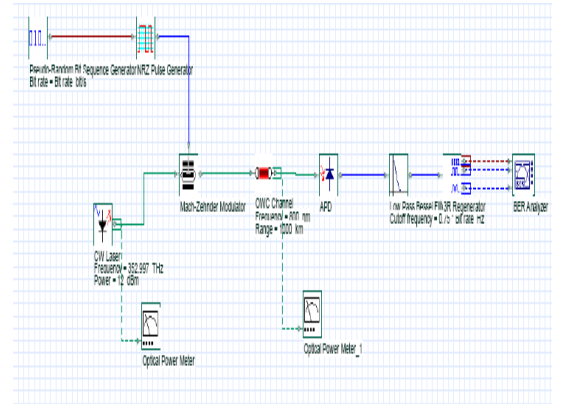 Pseudo-Random Bit Sequence Generator NRZ Pulse Generator
Bit rate = Bit rate bit/s
Mach-Zehnder Modulator
OWC Channel
Frequency = 800 nm
Range = 1000 km
APD
Low Pass Bessel Filter
3R Regenerator
Cutoff frequency = 0.75 * Bit rate Hz
BER Analyzer
CW Laser
Frequency = 352.997 THz
Power = 12 dBm
Optical Power Meter
Optical Power Meter_1